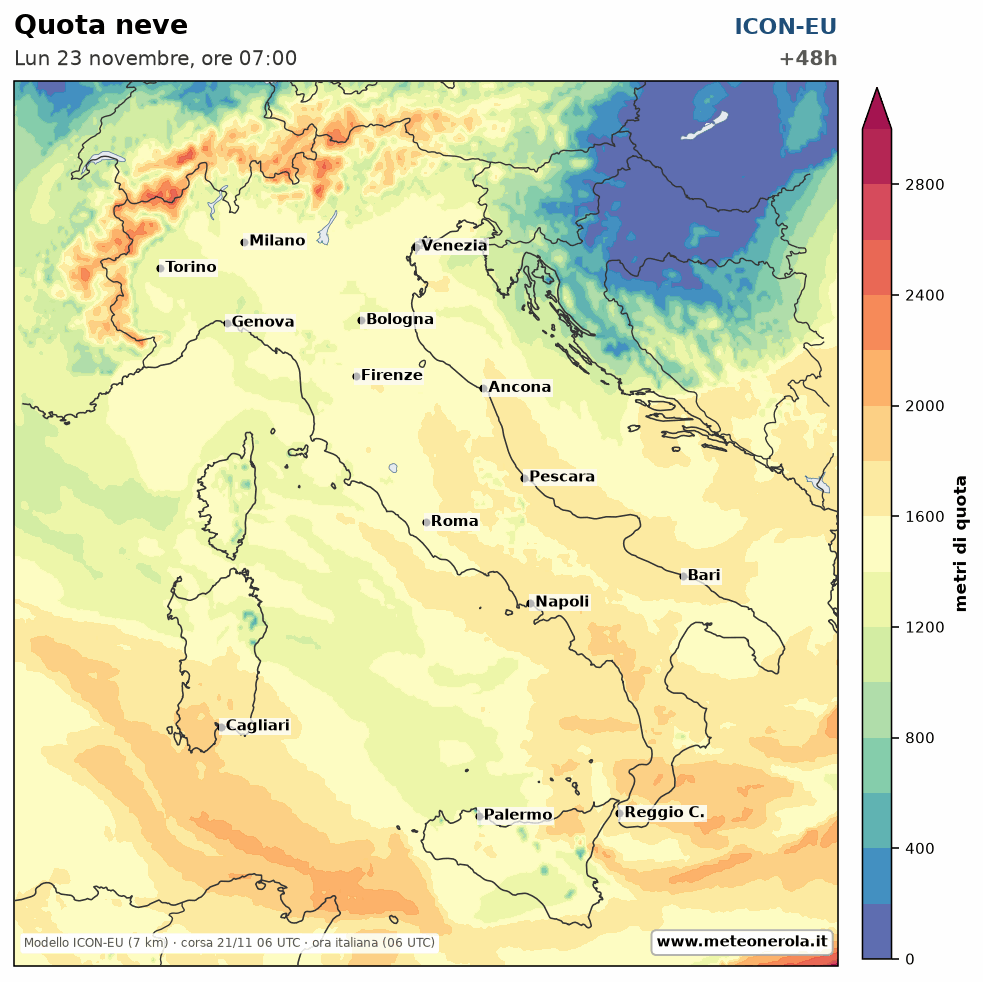 Quota neve
ICON-EU
Lun 23 novembre, ore 07:00
+48h
Milano
Venezia
Torino
Genova
Bologna
Firenze
Ancona
Pescara
Roma
Bari
Napoli
Cagliari
Palermo
Reggio C.
2800
2400
2000
1600
1200
800
400
0
metri di quota
Modello ICON-EU (7 km) · corsa 21/11 06 UTC · ora italiana (06 UTC)
www.meteonerola.it